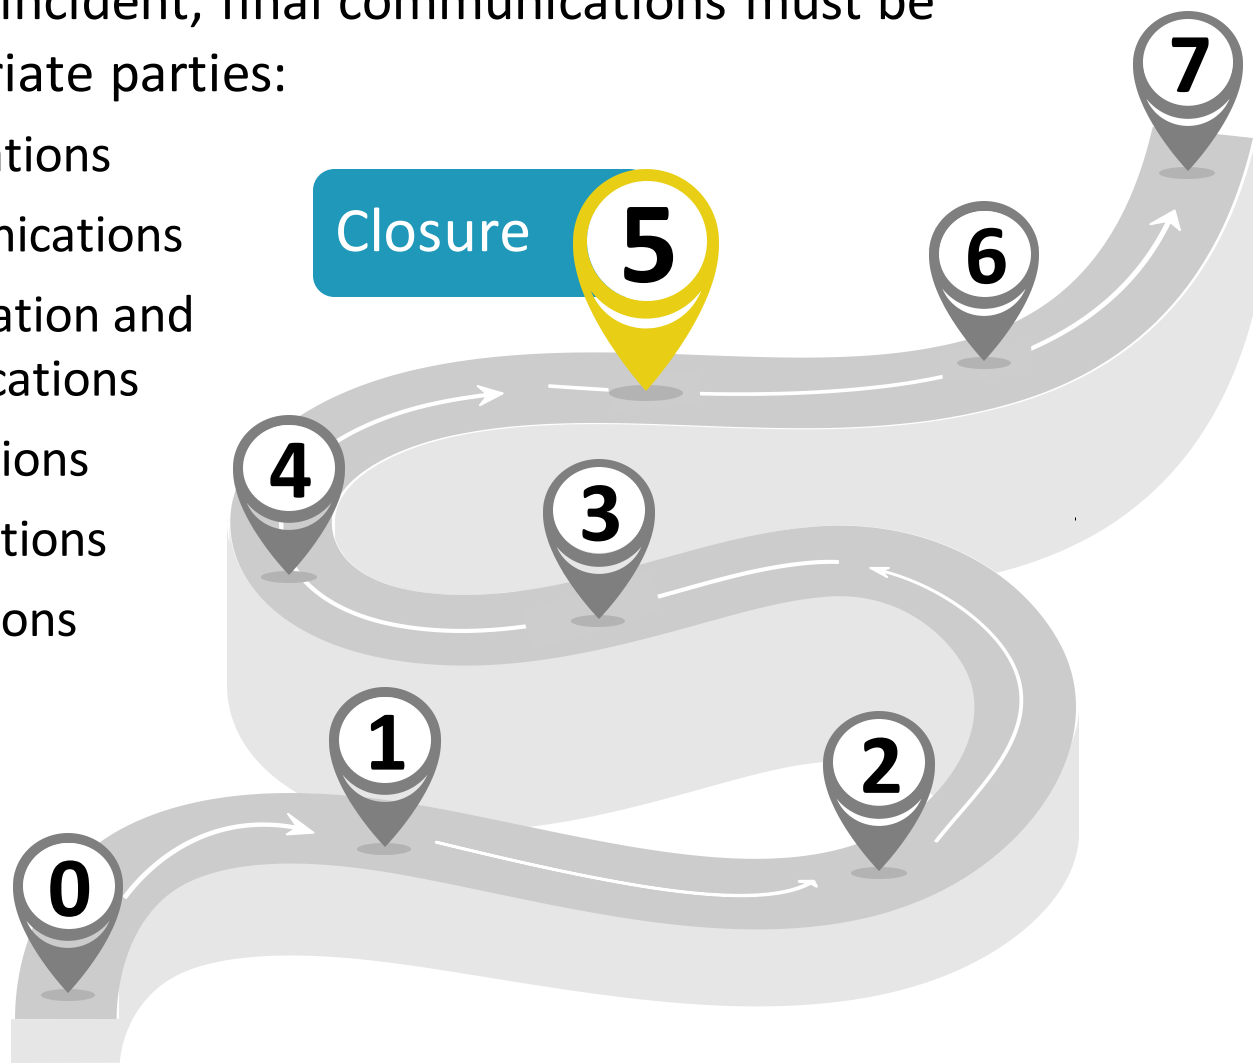 incident, final communications must be
riate parties:
ations
nications
ation and
cations
ions
tions
ons
Closure
5
7
6
4
3
1
2
0